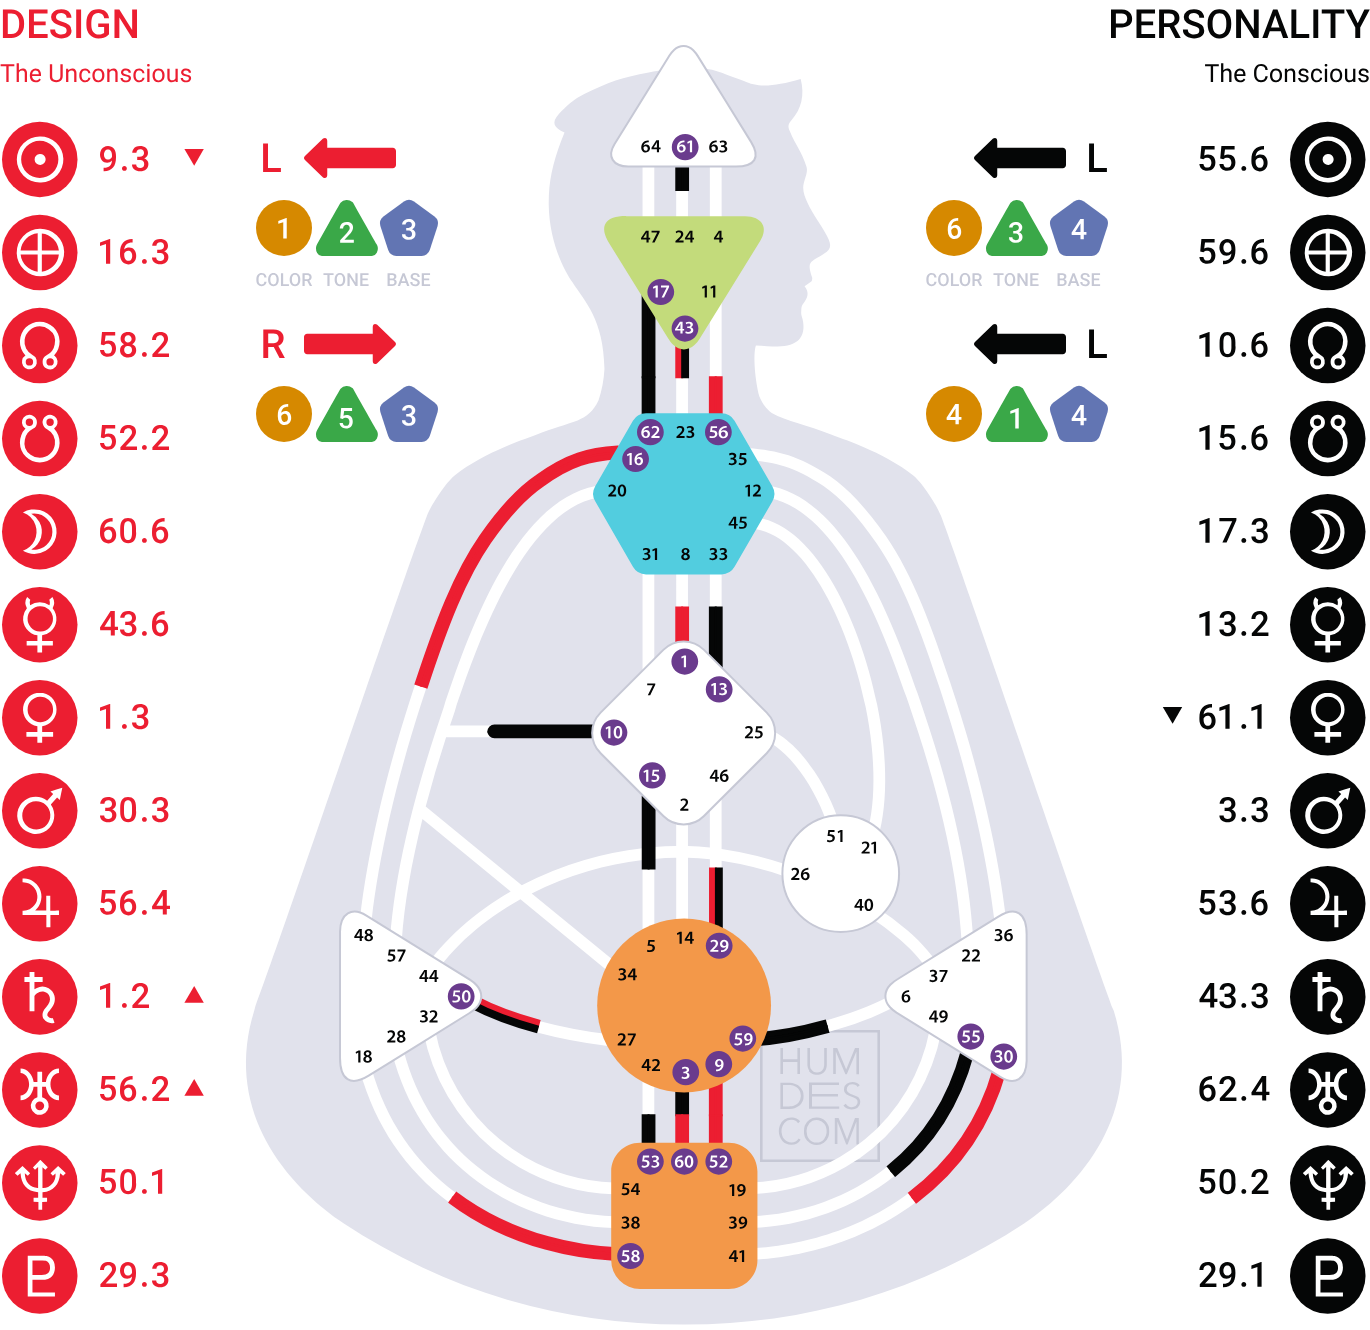 DESIGN
The Unconscious
PERSONALITY
The Conscious
9.3
16.3
58.2
52.2
60.6
43.6
1.3
30.3
56.4
1.2
56.2
50.1
29.3
L
1 2 3
COLOR TONE BASE
R
6 5 3
L
6 3 4
COLOR TONE BASE
L
4 1 4
55.6
59.6
10.6
15.6
17.3
13.2
61.1
3.3
53.6
43.3
62.4
50.2
29.1
64 61 63
47 24 4
17 11
43
62 23 56
16 35
20 12
45
31 8 33
1
7 13
10 25
15 46
2
51
21
26
40
48
57
44
50
32
28
18
5 14 29
34
27 59
42 3 9
36
22
37
6
49
55
30
53 60 52
54 19
38 39
58 41
HUM
DES
COM